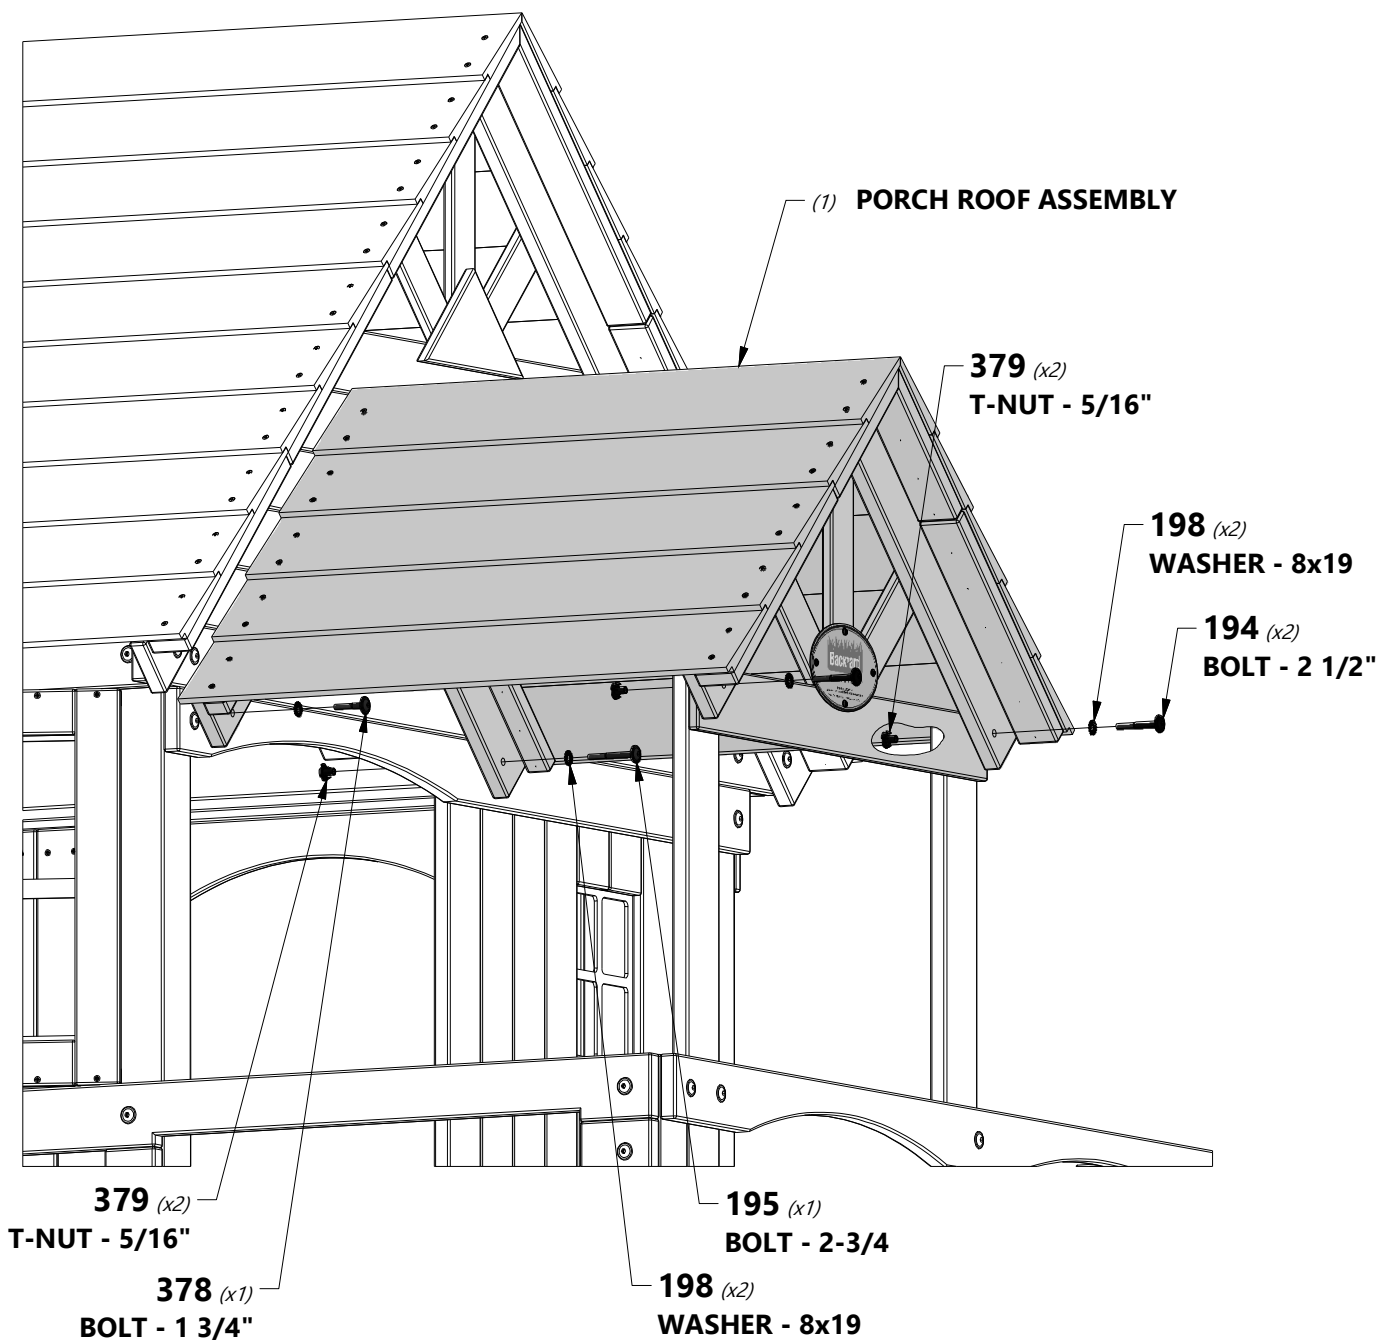 (1) PORCH ROOF ASSEMBLY
379 (x2)
T-NUT - 5/16"
198 (x2)
WASHER - 8x19
194 (x2)
BOLT - 2 1/2"
Backyard
379 (x2)
T-NUT - 5/16"
195 (x1)
BOLT - 2-3/4
378 (x1)
BOLT - 1 3/4"
198 (x2)
WASHER - 8x19